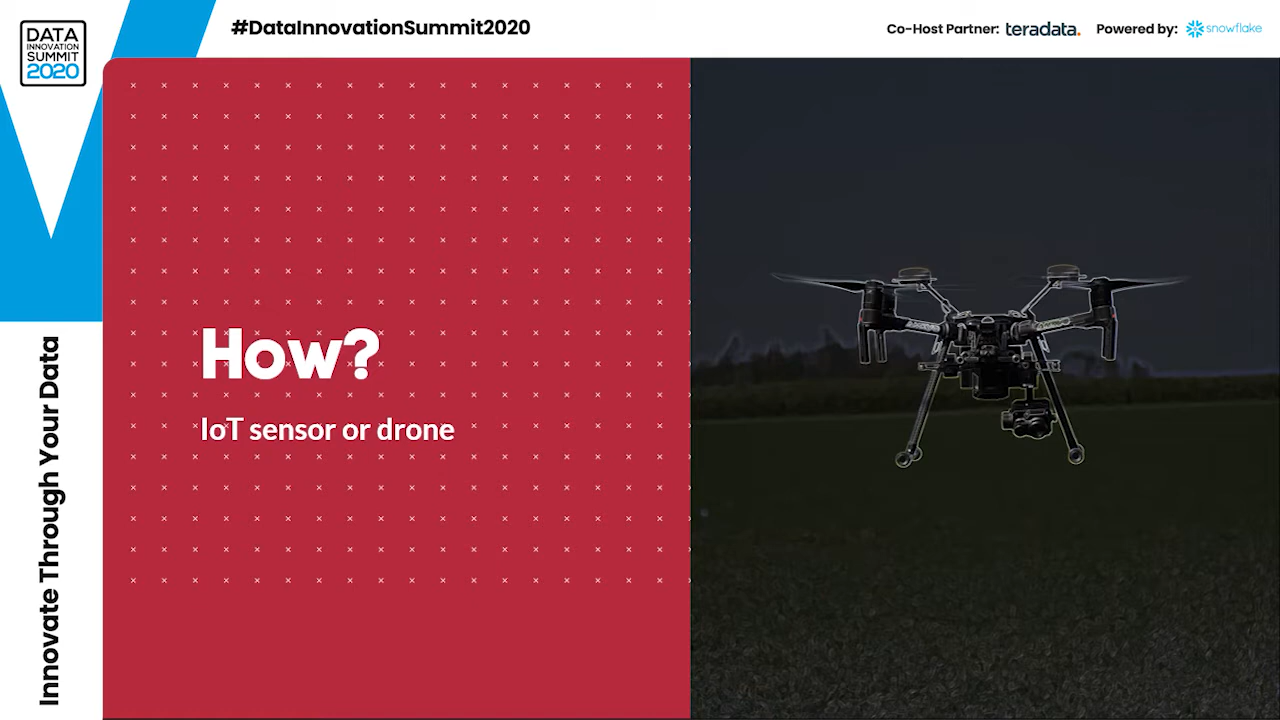 DATA
INNOVATION
SUMMIT
2020
#DataInnovationSummit2020
Co-Host Partner: teradata.
Powered by: snowflake
Innovate Through Your Data
How?
IoT sensor or drone